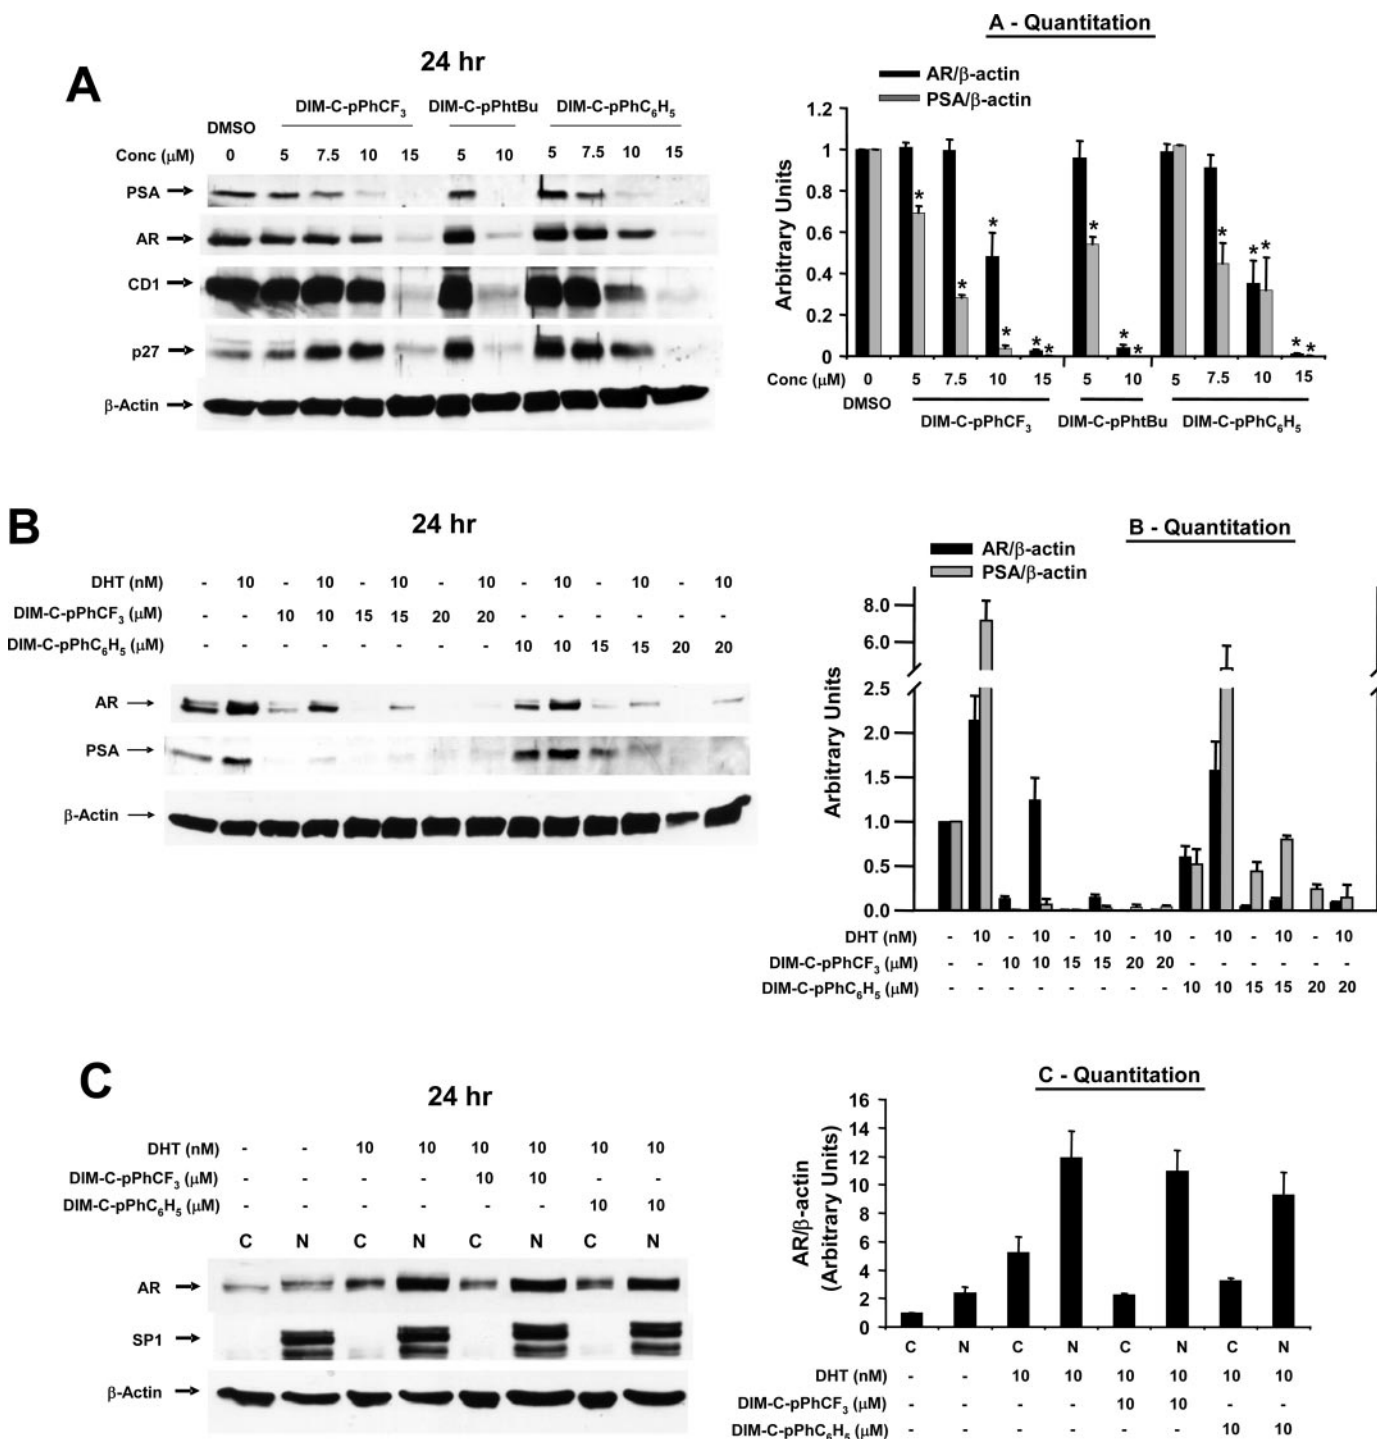 A
24 hr
DIM-C-pPhCF3 DIM-C-pPhtBu DIM-C-pPhC6H5
DMSO
Conc (μM) 0 5 7.5 10 15 5 10 5 7.5 10 15
PSA
AR
CD1
p27
β-Actin
A - Quantitation
AR/β-actin
PSA/β-actin
Arbitrary Units
1.2
1
0.8
0.6
0.4
0.2
0
* * * * * * * * * * * * * *
Conc (μM) 0 5 7.5 10 15 5 10 5 7.5 10 15
DMSO
DIM-C-pPhCF3 DIM-C-pPhtBu DIM-C-pPhC6H5
B
24 hr
DHT (nM) - 10 - 10 - 10 - 10 - 10 - 10 - 10
DIM-C-pPhCF3 (μM) - - 10 10 15 15 20 20 - - - - - -
DIM-C-pPhC6H5 (μM) - - - - - - - - 10 10 15 15 20 20
AR
PSA
β-Actin
B - Quantitation
AR/β-actin
PSA/β-actin
Arbitrary Units
8.0
6.0
2.5
2.0
1.5
1.0
0.5
0.0
DHT (nM) - 10 - 10 - 10 - 10 - 10 - 10 - 10
DIM-C-pPhCF3 (μM) - - 10 10 15 15 20 20 - - - - - -
DIM-C-pPhC6H5 (μM) - - - - - - - - 10 10 15 15 20 20
C
24 hr
DHT (nM) - - 10 10 10 10 10 10
DIM-C-pPhCF3 (μM) - - - - 10 10 - -
DIM-C-pPhC6H5 (μM) - - - - - - 10 10
C N C N C N C N
AR
SP1
β-Actin
C - Quantitation
AR/β-actin
(Arbitrary Units)
16
14
12
10
8
6
4
2
0
C N C N C N C N
DHT (nM) - - 10 10 10 10 10 10
DIM-C-pPhCF3 (μM) - - - - 10 10 - -
DIM-C-pPhC6H5 (μM) - - - - - - 10 10